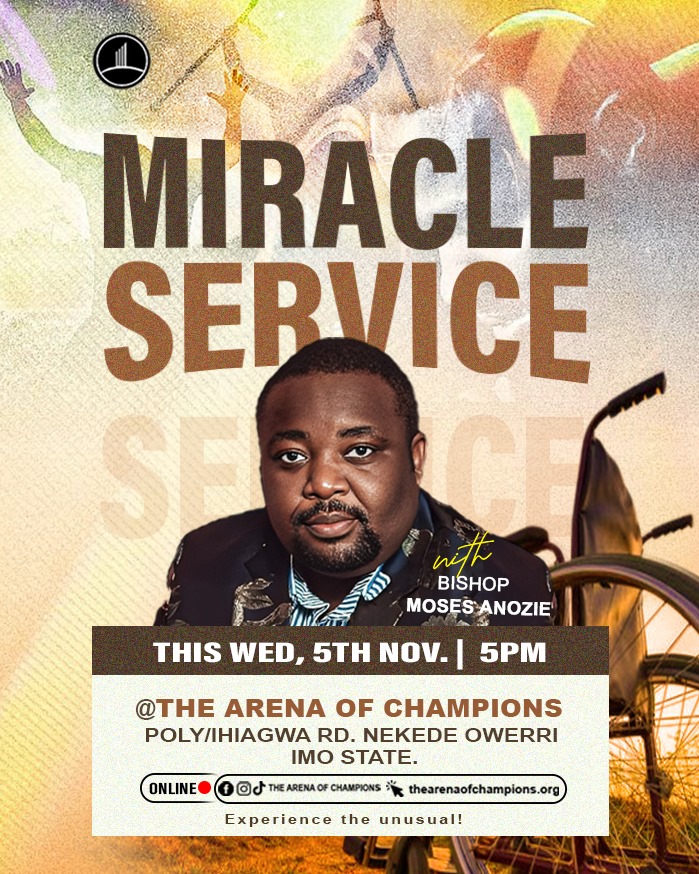 MIRACLE
SERVICE
SERVICE
with
BISHOP
MOSES ANOZIE
THIS WED, 5TH NOV. | 5PM
@THE ARENA OF CHAMPIONS
POLY/IHIAGWA RD. NEKEDE OWERRI
IMO STATE.
ONLINE THE ARENA OF CHAMPIONS thearenaofchampions.org
Experience the unusual!